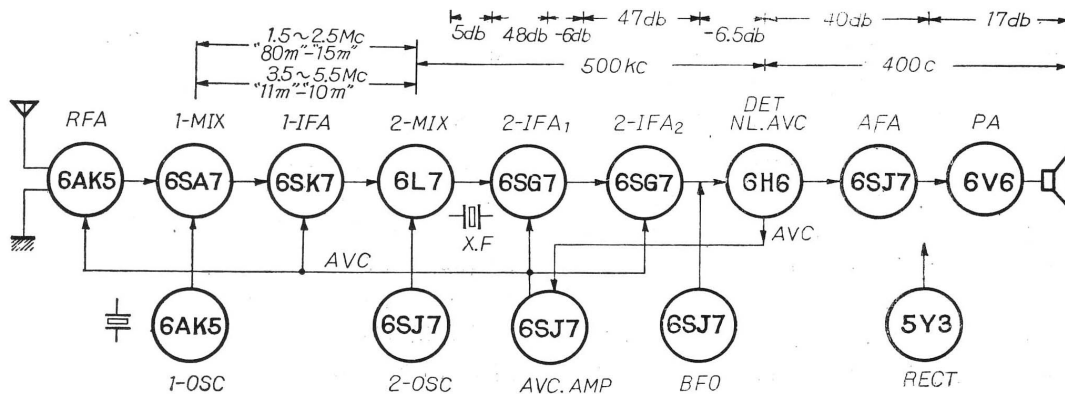 5db 48db -6db 47db -6.5db 40db 17db
1.5~2.5Mc
"80m"-"15m"
500KC 400C
3.5~5.5Mc
"11m"-"10m"
RFA 1-MIX 1-IFA 2-MIX 2-IFA1 2-IFA2 DET NL.AVC AFA PA
6AK5 6SA7 6SK7 6L7 6SG7 6SG7 6H6 6SJ7 6V6
X.F
AVC
AVC
6AK5 6SJ7 6SJ7 6SJ7 5Y3
1-OSC 2-OSC AVC.AMP BFO RECT